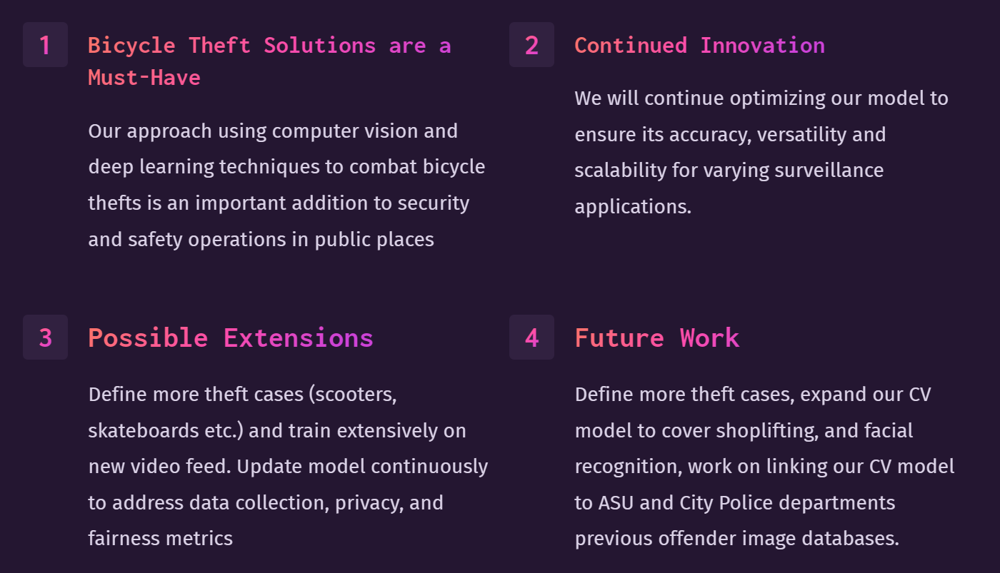 1
Bicycle Theft Solutions are a
Must-Have
Our approach using computer vision and
deep learning techniques to combat bicycle
thefts is an important addition to security
and safety operations in public places
2
Continued Innovation
We will continue optimizing our model to
ensure its accuracy, versatility and
scalability for varying surveillance
applications.
3
Possible Extensions
Define more theft cases (scooters,
skateboards etc.) and train extensively on
new video feed. Update model continuously
to address data collection, privacy, and
fairness metrics
4
Future Work
Define more theft cases, expand our CV
model to cover shoplifting, and facial
recognition, work on linking our CV model
to ASU and City Police departments
previous offender image databases.